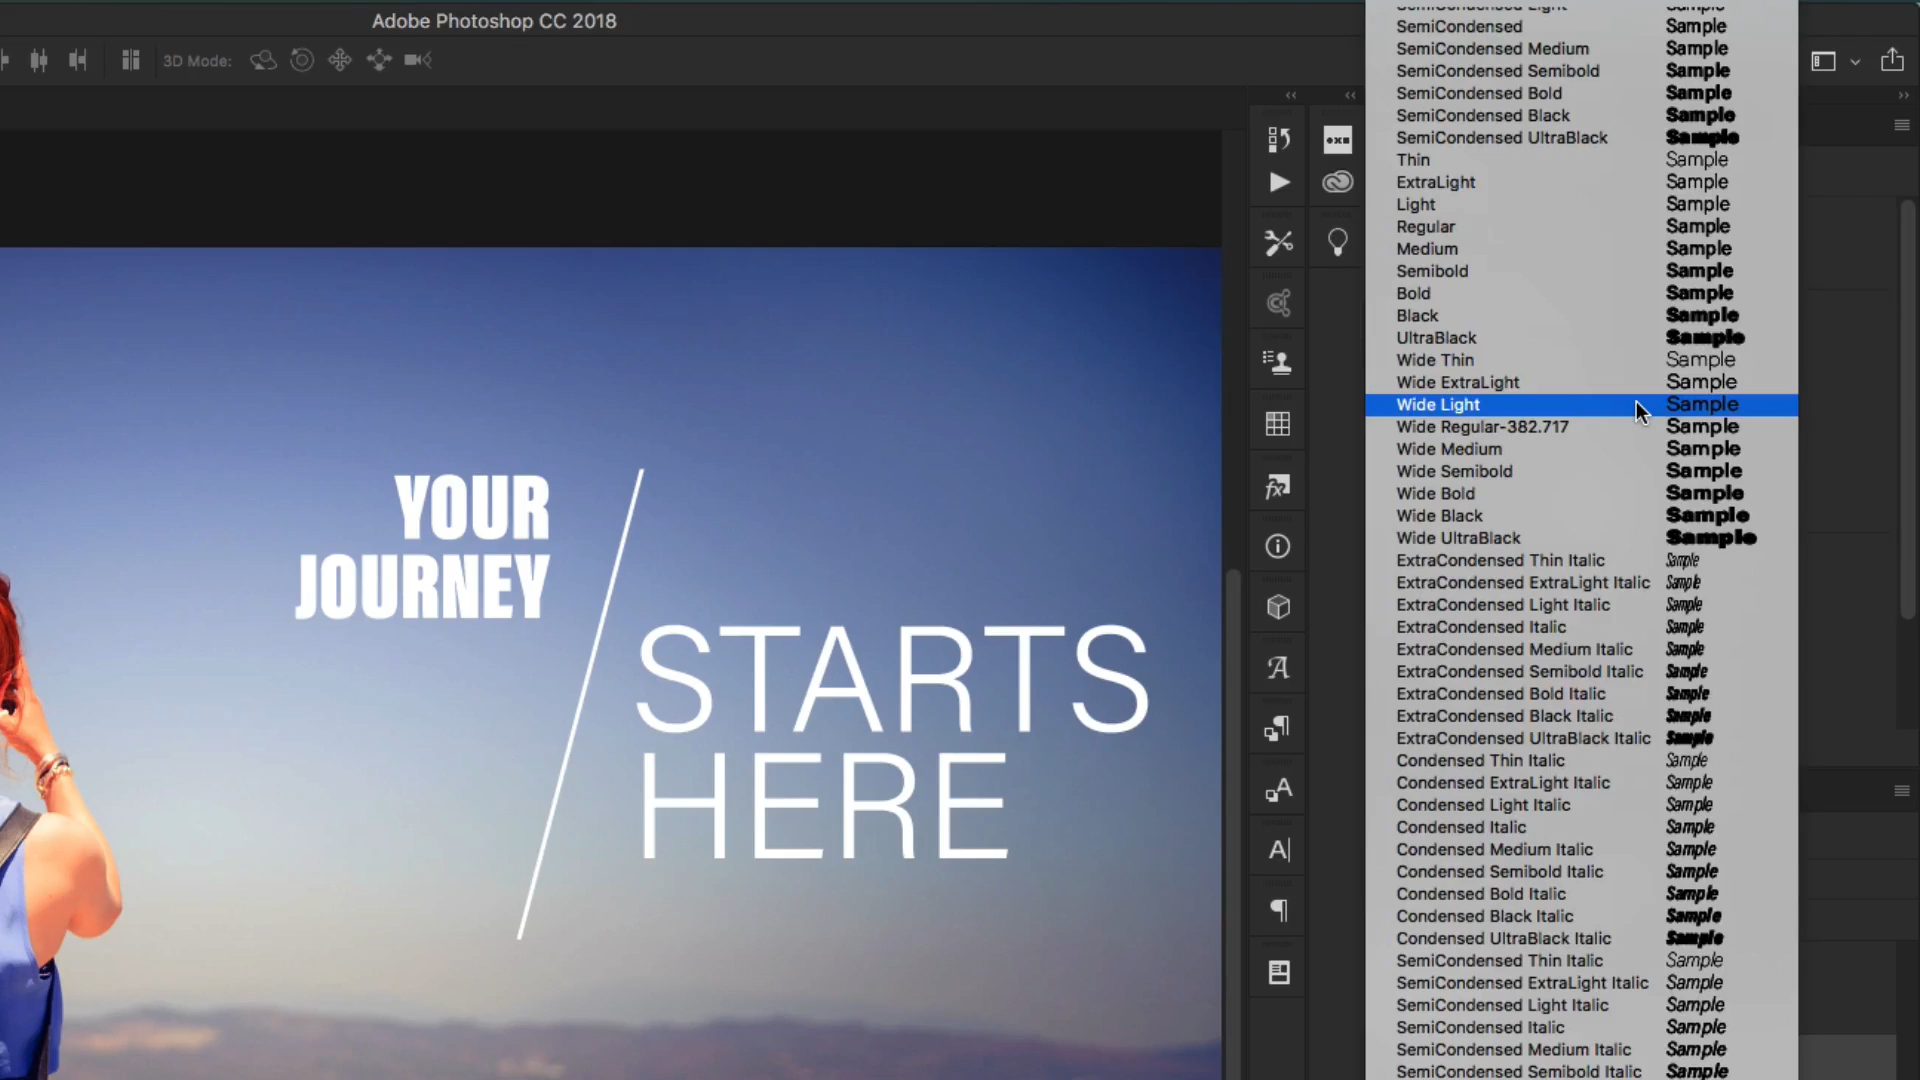 Adobe Photoshop CC 2018
3D Mode:
YOUR
JOURNEY
STARTS
HERE
SemiCondensed Light Sample
SemiCondensed Sample
SemiCondensed Medium Sample
SemiCondensed Semibold Sample
SemiCondensed Bold Sample
SemiCondensed Black Sample
SemiCondensed UltraBlack Sample
Thin Sample
ExtraLight Sample
Light Sample
Regular Sample
Medium Sample
Semibold Sample
Bold Sample
Black Sample
UltraBlack Sample
Wide Thin Sample
Wide ExtraLight Sample
Wide Light Sample
Wide Regular-382.717 Sample
Wide Medium Sample
Wide Semibold Sample
Wide Bold Sample
Wide Black Sample
Wide UltraBlack Sample
ExtraCondensed Thin Italic Sample
ExtraCondensed ExtraLight Italic Sample
ExtraCondensed Light Italic Sample
ExtraCondensed Italic Sample
ExtraCondensed Medium Italic Sample
ExtraCondensed Semibold Italic Sample
ExtraCondensed Bold Italic Sample
ExtraCondensed Black Italic Sample
ExtraCondensed UltraBlack Italic Sample
Condensed Thin Italic Sample
Condensed ExtraLight Italic Sample
Condensed Light Italic Sample
Condensed Italic Sample
Condensed Medium Italic Sample
Condensed Semibold Italic Sample
Condensed Bold Italic Sample
Condensed Black Italic Sample
Condensed UltraBlack Italic Sample
SemiCondensed Thin Italic Sample
SemiCondensed ExtraLight Italic Sample
SemiCondensed Light Italic Sample
SemiCondensed Italic Sample
SemiCondensed Medium Italic Sample
SemiCondensed Semibold Italic Sample